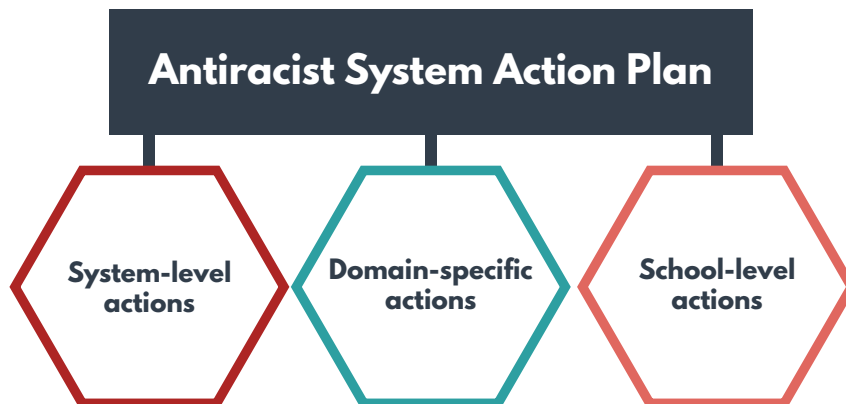 Antiracist System Action Plan
System-level
actions
Domain-specific
actions
School-level
actions